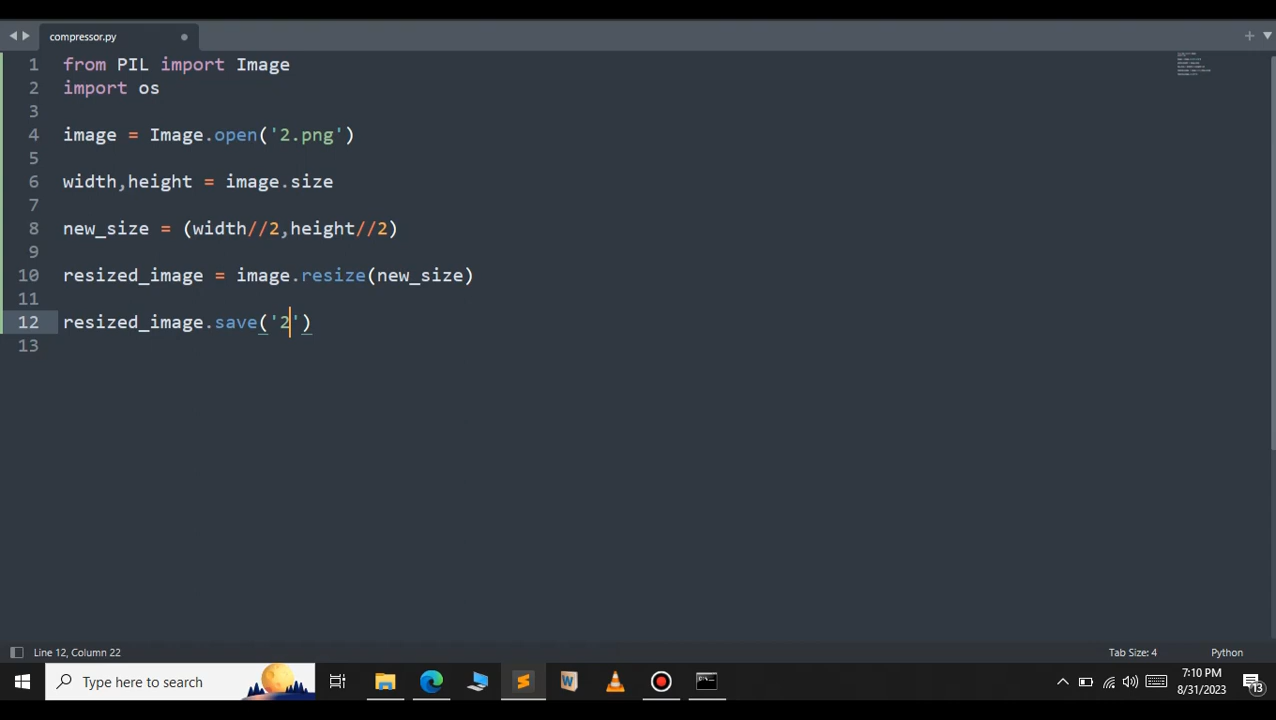 compressor.py
1 from PIL import Image
2 import os
3
4 image = Image.open('2.png')
5
6 width,height = image.size
7
8 new_size = (width//2,height//2)
9
10 resized_image = image.resize(new_size)
11
12 resized_image.save('2')
13
Line 12, Column 22
Tab Size: 4
Python
Type here to search
7:10 PM
8/31/2023
13